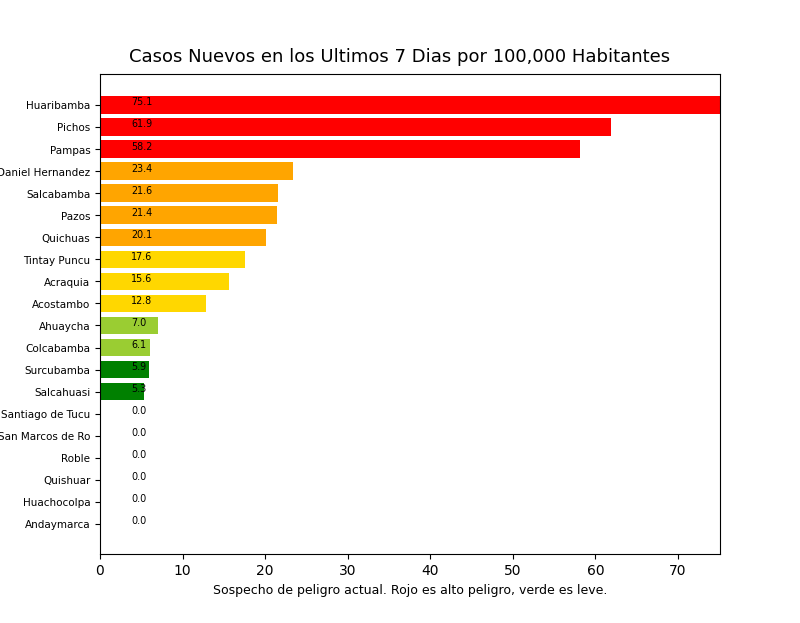 Casos Nuevos en los Ultimos 7 Dias por 100,000 Habitantes
Huaribamba 75.1
Pichos 61.9
Pampas 58.2
Daniel Hernandez 23.4
Salcabamba 21.6
Pazos 21.4
Quichuas 20.1
Tintay Puncu 17.6
Acraquia 15.6
Acostambo 12.8
Ahuaycha 7.0
Colcabamba 6.1
Surcubamba 5.9
Salcahuasi 5.3
Santiago de Tucu 0.0
San Marcos de Ro 0.0
Roble 0.0
Quishuar 0.0
Huachocolpa 0.0
Andaymarca 0.0
0 10 20 30 40 50 60 70
Sospecho de peligro actual. Rojo es alto peligro, verde es leve.